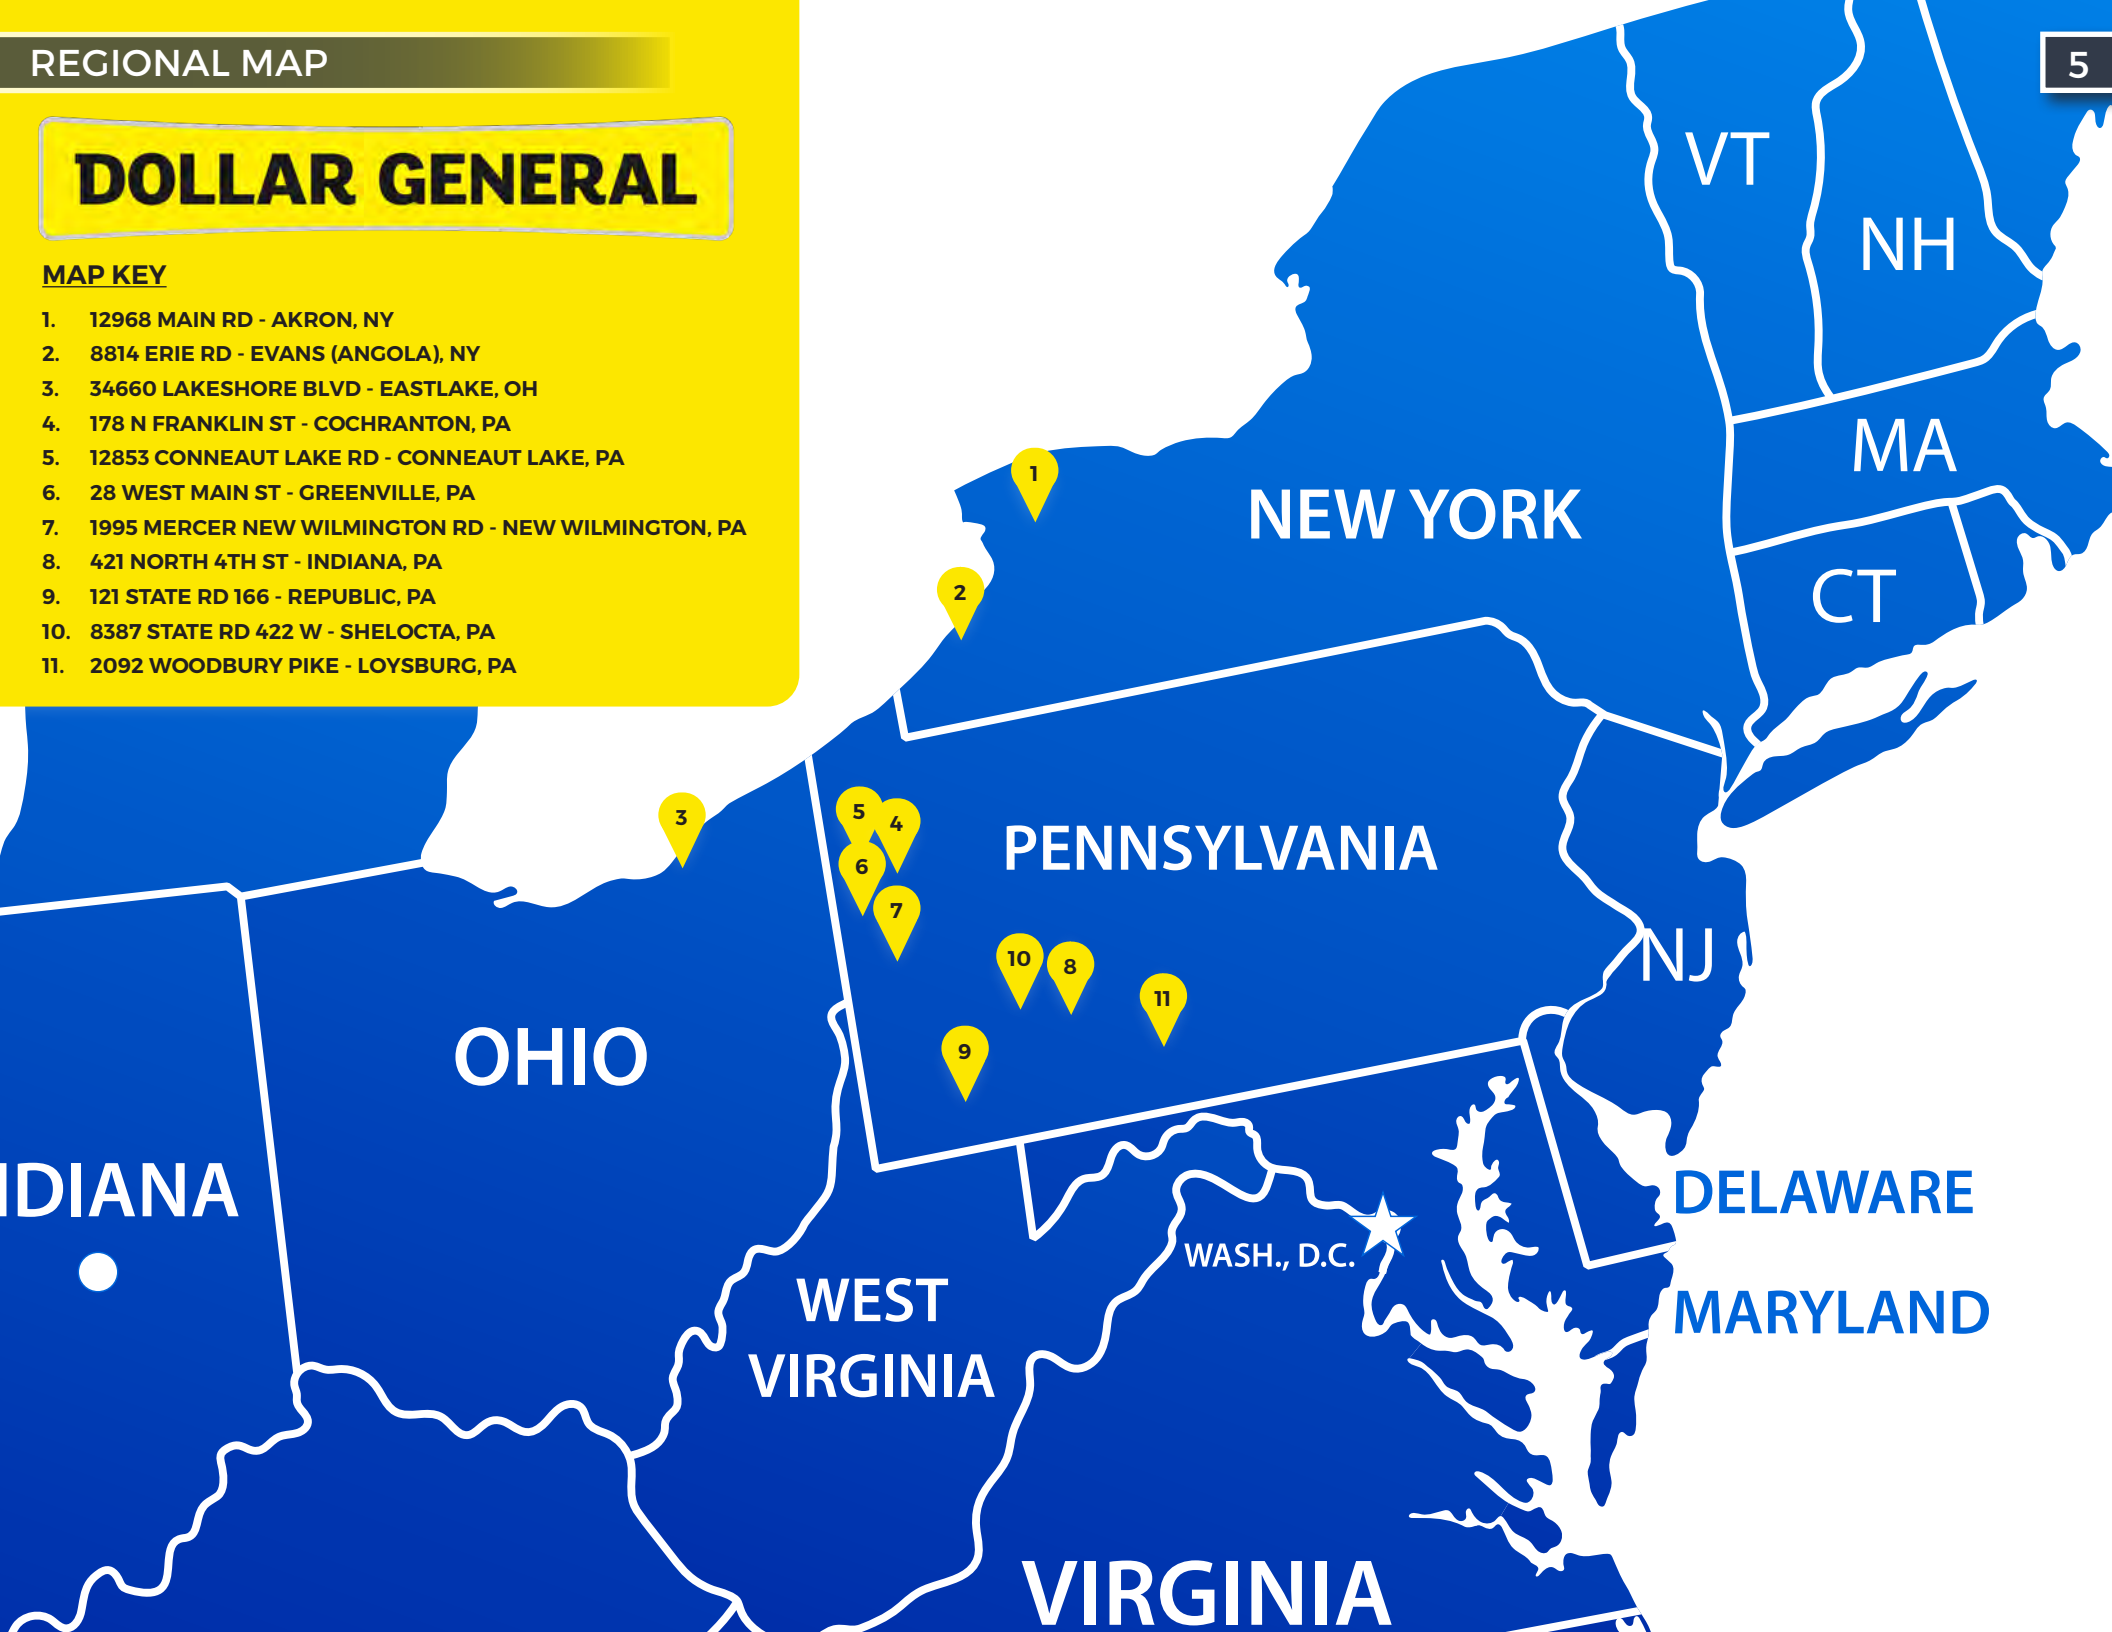 REGIONAL MAP
5
DOLLAR GENERAL
MAP KEY
1. 12968 MAIN RD - AKRON, NY
2. 8814 ERIE RD - EVANS (ANGOLA), NY
3. 34660 LAKESHORE BLVD - EASTLAKE, OH
4. 178 N FRANKLIN ST - COCHRANTON, PA
5. 12853 CONNEAUT LAKE RD - CONNEAUT LAKE, PA
6. 28 WEST MAIN ST - GREENVILLE, PA
7. 1995 MERCER NEW WILMINGTON RD - NEW WILMINGTON, PA
8. 421 NORTH 4TH ST - INDIANA, PA
9. 121 STATE RD 166 - REPUBLIC, PA
10. 8387 STATE RD 422 W - SHELOCTA, PA
11. 2092 WOODBURY PIKE - LOYSBURG, PA
VT
NH
MA
1
NEW YORK
2
CT
3
5
4
PENNSYLVANIA
6
7
NJ
10
8
11
OHIO
9
IDIANA
DELAWARE
WASH., D.C.
WEST
VIRGINIA
MARYLAND
VIRGINIA